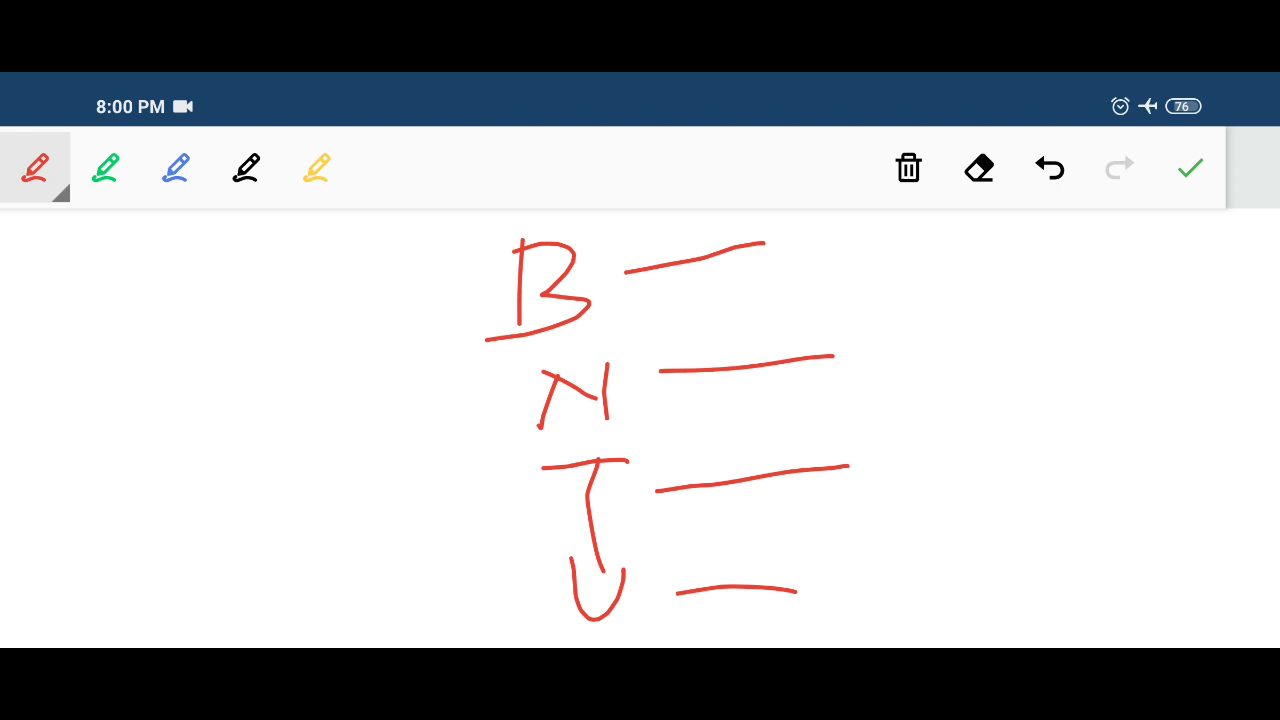 8:00 PM 76
B —
N —
T —
U —